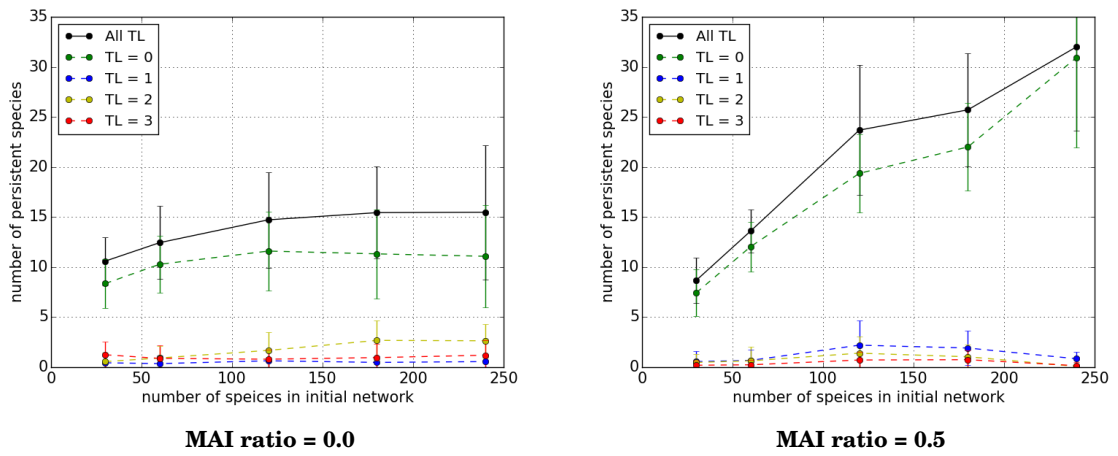 35
30
25
20
15
10
5
0
number of persistent species
All TL
TL = 0
TL = 1
TL = 2
TL = 3
0 50 100 150 200 250
number of speices in initial network
MAI ratio = 0.0
35
30
25
20
15
10
5
0
number of persistent species
All TL
TL = 0
TL = 1
TL = 2
TL = 3
0 50 100 150 200 250
number of speices in initial network
MAI ratio = 0.5